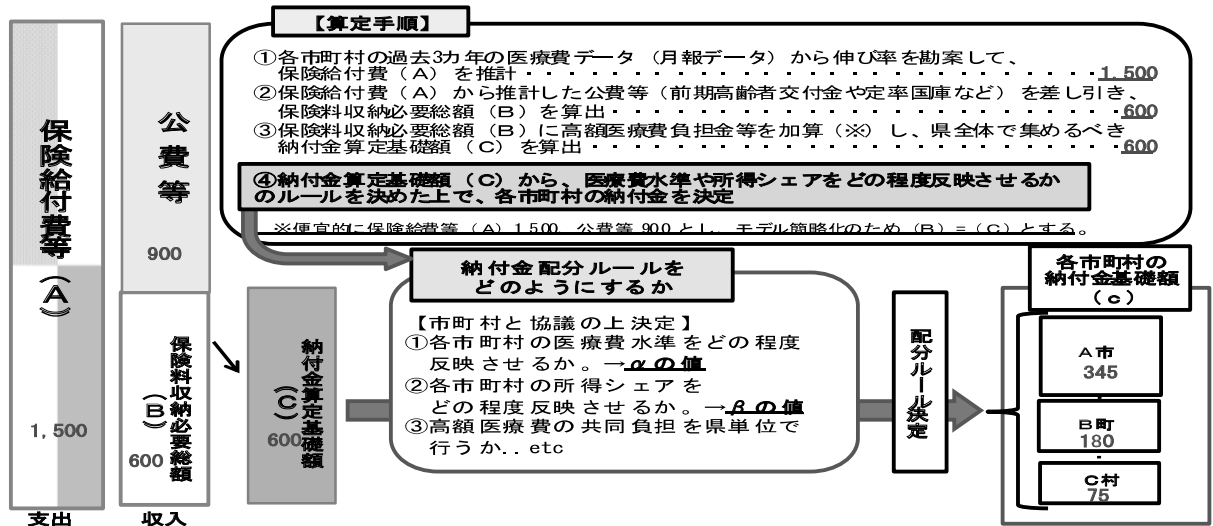 【算定手順】
①各市町村の過去3カ年の医療費データ（月報データ）から伸び率を勘案して、
保険給付費（A）を推計・・・・・・・・・・・・・・・・・・・・・・・・・・・・・・1,500
②保険給付費（A）から推計した公費等（前期高齢者交付金や定率国庫など）を差し引き、
保険料収納必要総額（B）を算出・・・・・・・・・・・・・・・・・・・・・・・・・・600
③保険料収納必要総額（B）に高額医療費負担金等を加算（※）し、県全体で集めるべき
納付金算定基礎額（C）を算出・・・・・・・・・・・・・・・・・・・・・・・・・・・600
④納付金算定基礎額（C）から、医療費水準や所得シェアをどの程度反映させるか
のルールを決めた上で、各市町村の納付金を決定
※便宜的に保険給費等（A）1,500、公費等 900 とし、モデル簡略化のため（B）=（C）とする。
保険給付費等（A）
1,500
支出
公費等
900
保険料収納必要総額
（B）
600
収入
納付金算定基礎額
（C）
600
納付金配分ルールを
どのようにするか
【市町村と協議の上決定】
①各市町村の医療費水準をどの程度
反映させるか。→αの値
②各市町村の所得シェアを
どの程度反映させるか。→βの値
③高額医療費の共同負担を県単位で
行うか..etc
配分ルール決定
各市町村の
納付金基礎額
（c）
A市
345
B町
180
C村
75